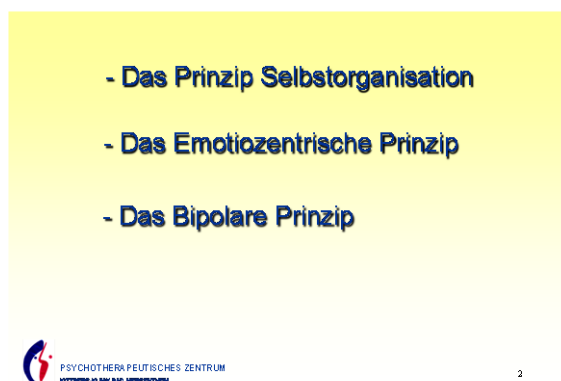 - Das Prinzip Selbstorganisation
- Das Emotiozentrische Prinzip
- Das Bipolare Prinzip
PSYCHOTHERAPEUTISCHES ZENTRUM
2